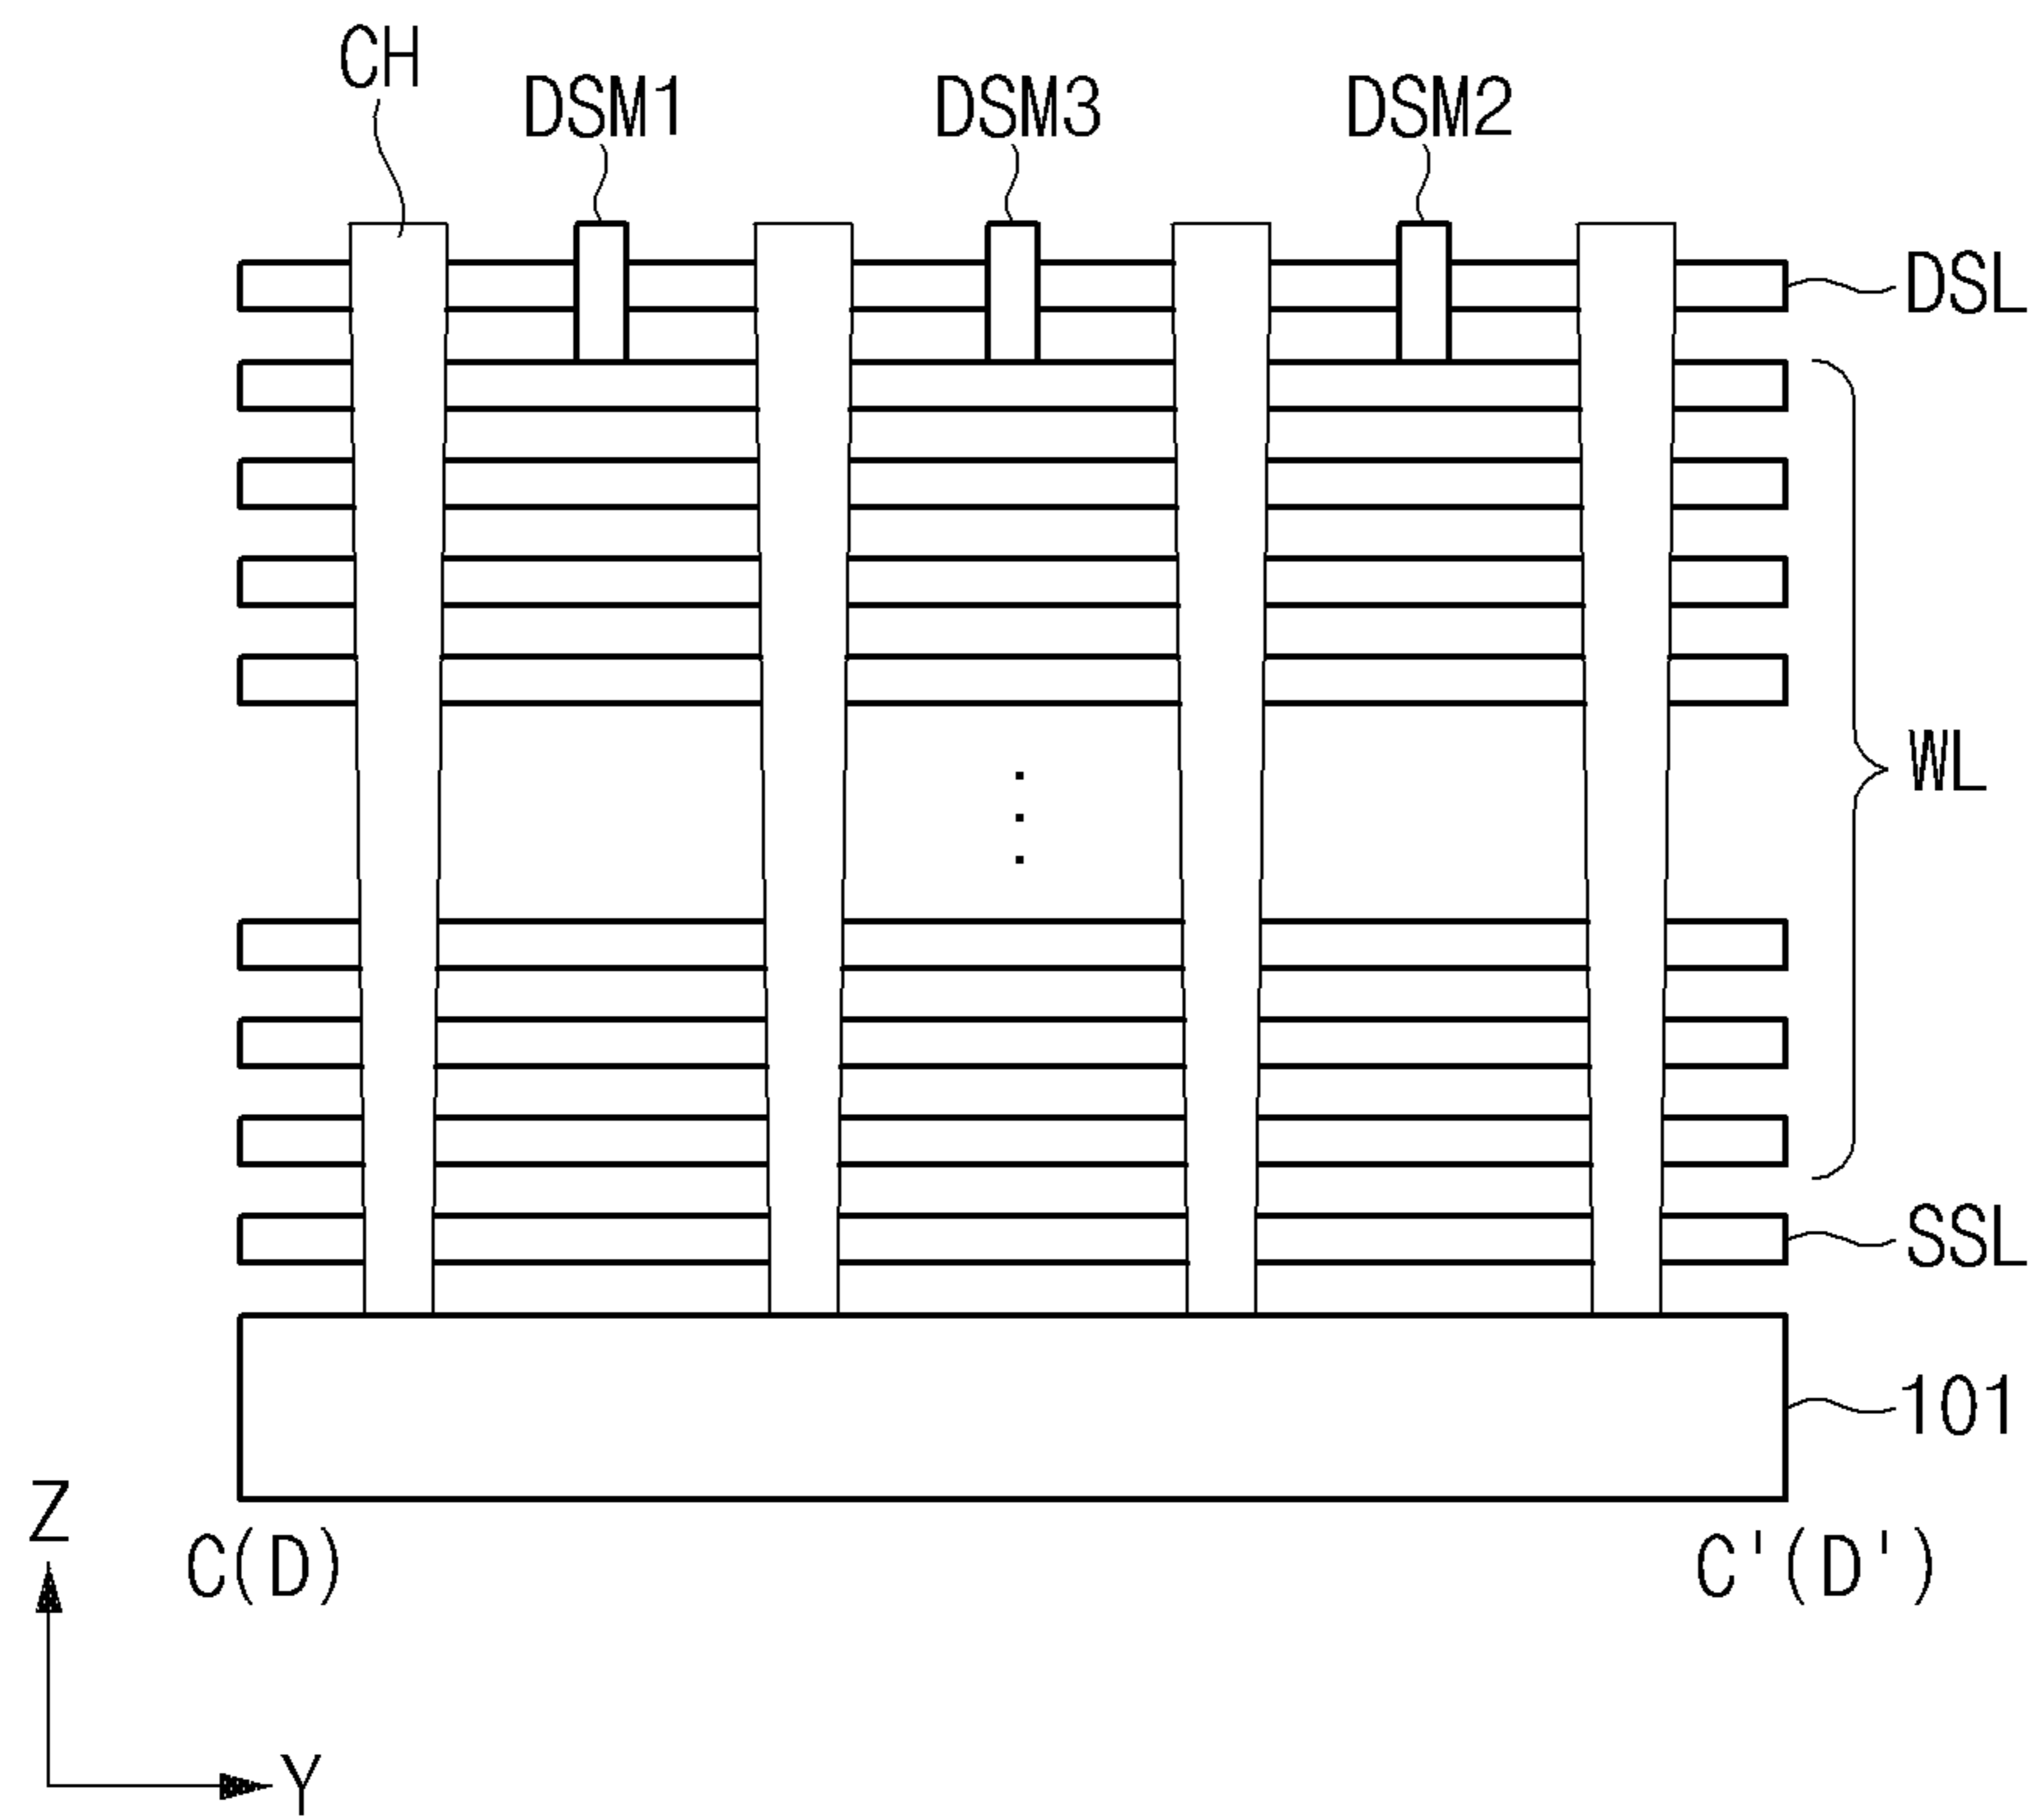 CH
DSM1 DSM3 DSM2
DSL
WL
SSL
101
Z
C(D) C'(D')
Y